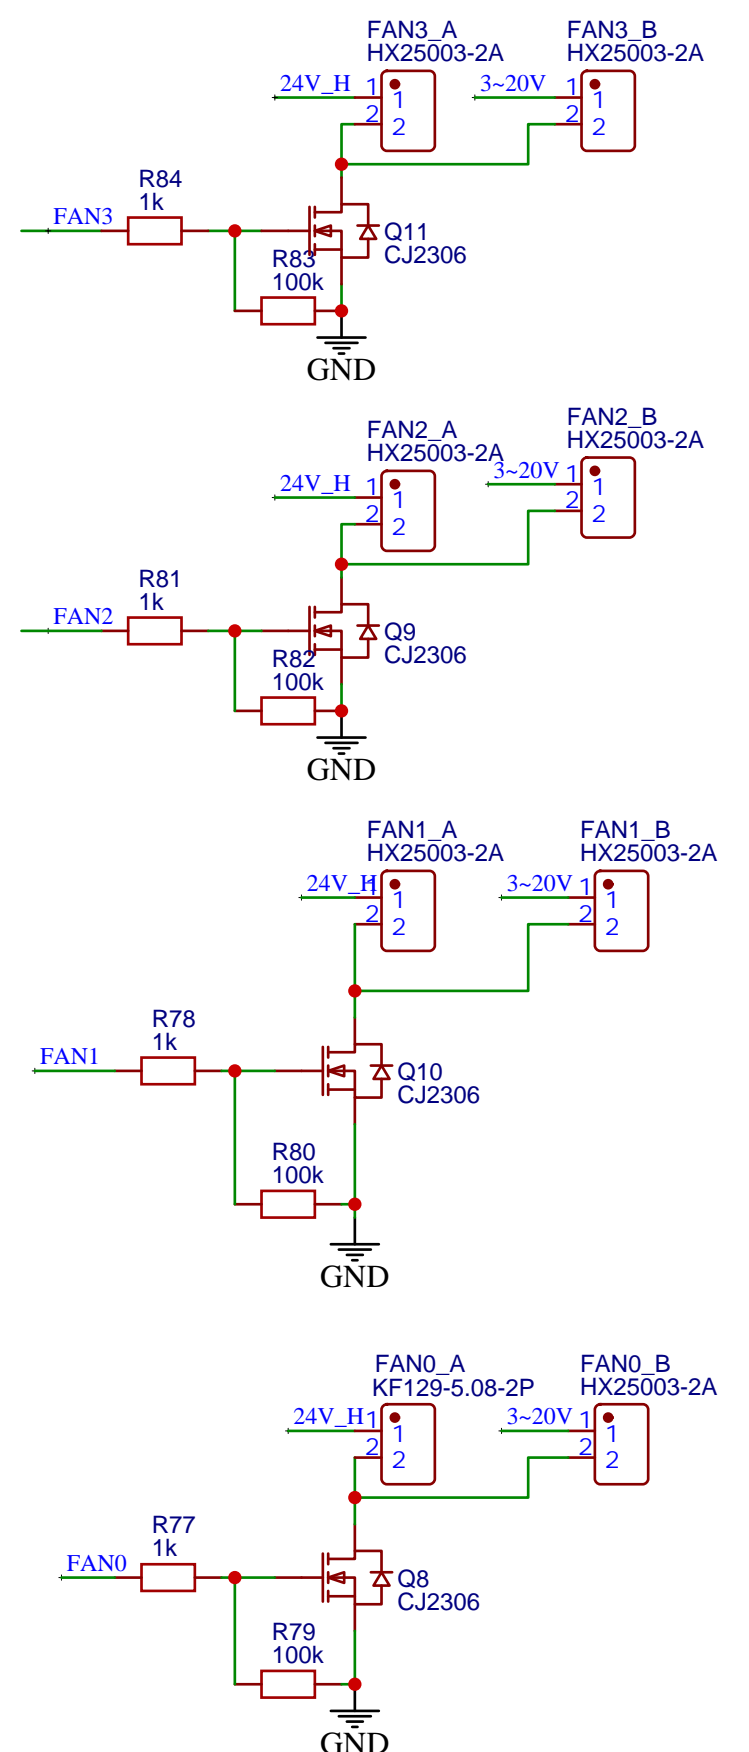 FAN3_A
HX25003-2A
FAN3_B
HX25003-2A
24V_H
1
2
1
2
3~20V
1
2
1
2
R84
1k
FAN3
Q11
CJ2306
R83
100k
GND
FAN2_A
HX25003-2A
FAN2_B
HX25003-2A
24V_H
1
2
1
2
3~20V
1
2
1
2
R81
1k
FAN2
Q9
CJ2306
R82
100k
GND
FAN1_A
HX25003-2A
FAN1_B
HX25003-2A
24V_H
1
2
1
2
3~20V
1
2
1
2
R78
1k
FAN1
Q10
CJ2306
R80
100k
GND
FAN0_A
KF129-5.08-2P
FAN0_B
HX25003-2A
24V_H
1
2
1
2
3~20V
1
2
1
2
R77
1k
FAN0
Q8
CJ2306
R79
100k
GND